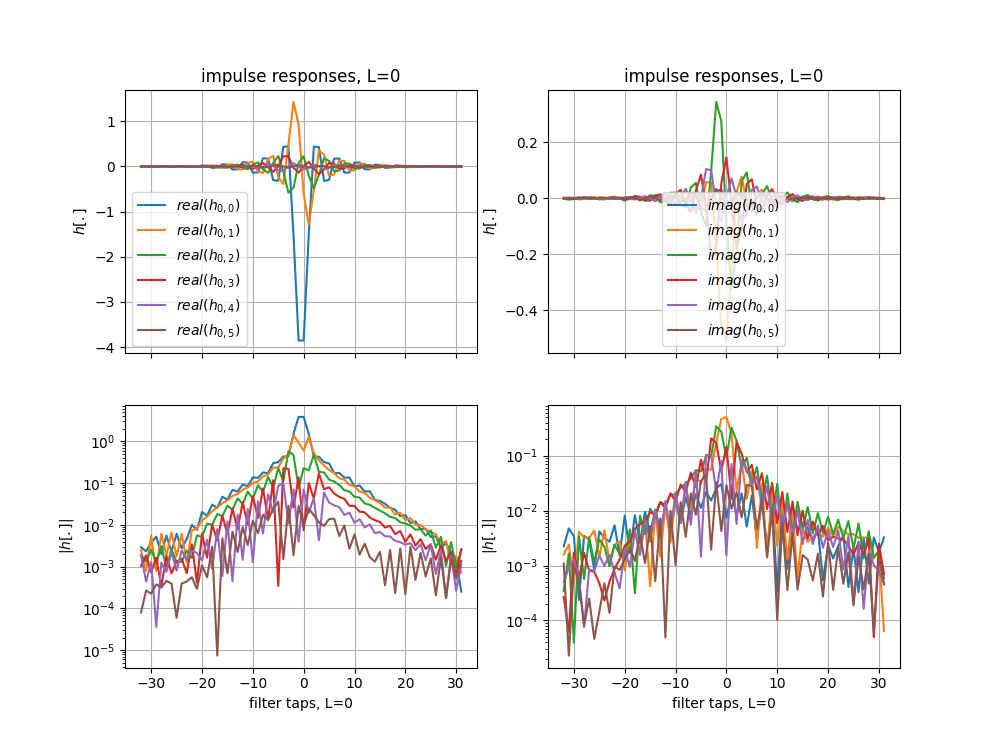 impulse responses, L=0
1
0
−1
−2
−3
−4
h[.]
real(h0,0)
real(h0,1)
real(h0,2)
real(h0,3)
real(h0,4)
real(h0,5)
impulse responses, L=0
0.2
0.0
−0.2
−0.4
h[.]
imag(h0,0)
imag(h0,1)
imag(h0,2)
imag(h0,3)
imag(h0,4)
imag(h0,5)
10^0
10^−1
10^−2
10^−3
10^−4
10^−5
|h[.]|
−30 −20 −10 0 10 20 30
filter taps, L=0
10^−1
10^−2
10^−3
10^−4
|h[.]|
−30 −20 −10 0 10 20 30
filter taps, L=0